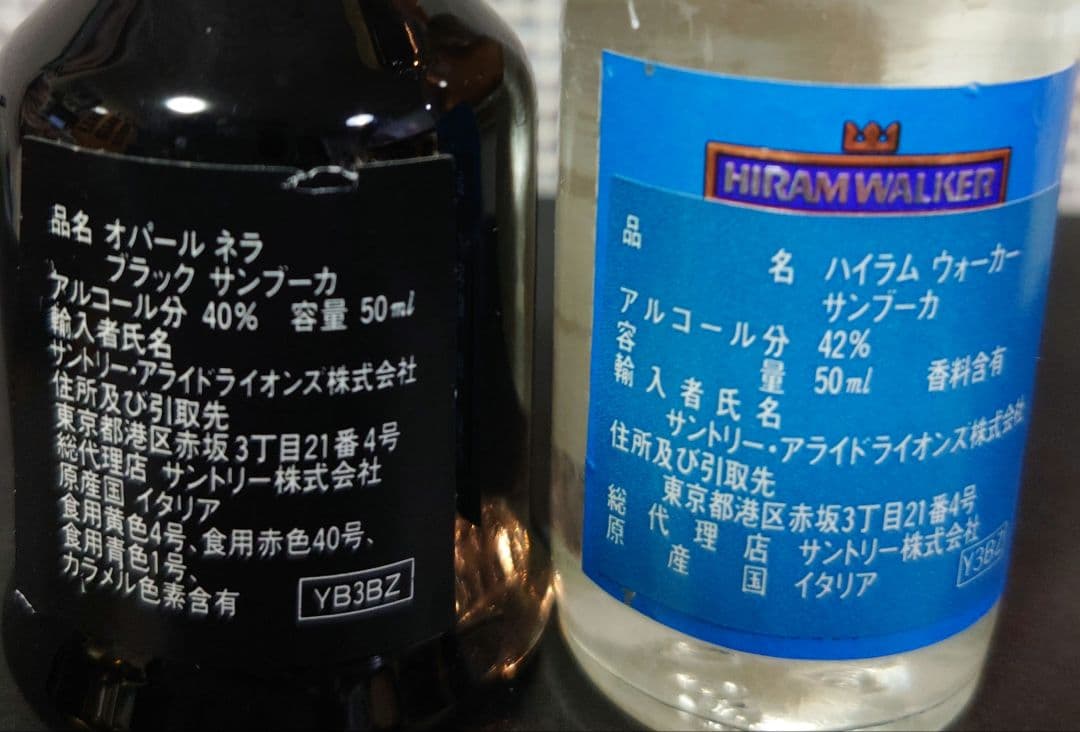 品名 オパール ネラ
ブラック サンブーカ
アルコール分 40% 容量 50ml
輸入者氏名
サントリー・アライドライオンズ株式会社
住所及び引取先
東京都港区赤坂3丁目21番4号
総代理店 サントリー株式会社
原産国 イタリア
食用黄色4号、食用赤色40号、
食用青色1号、
カラメル色素含有
YB3BZ
HIRAM WALKER
品名 ハイラム ウォーカー
サンブーカ
アルコール分 42%
容量 50ml 香料含有
輸入者氏名
サントリー・アライドライオンズ株式会社
住所及び引取先
東京都港区赤坂3丁目21番4号
総代理店 サントリー株式会社
原産国 イタリア
Y3BZ